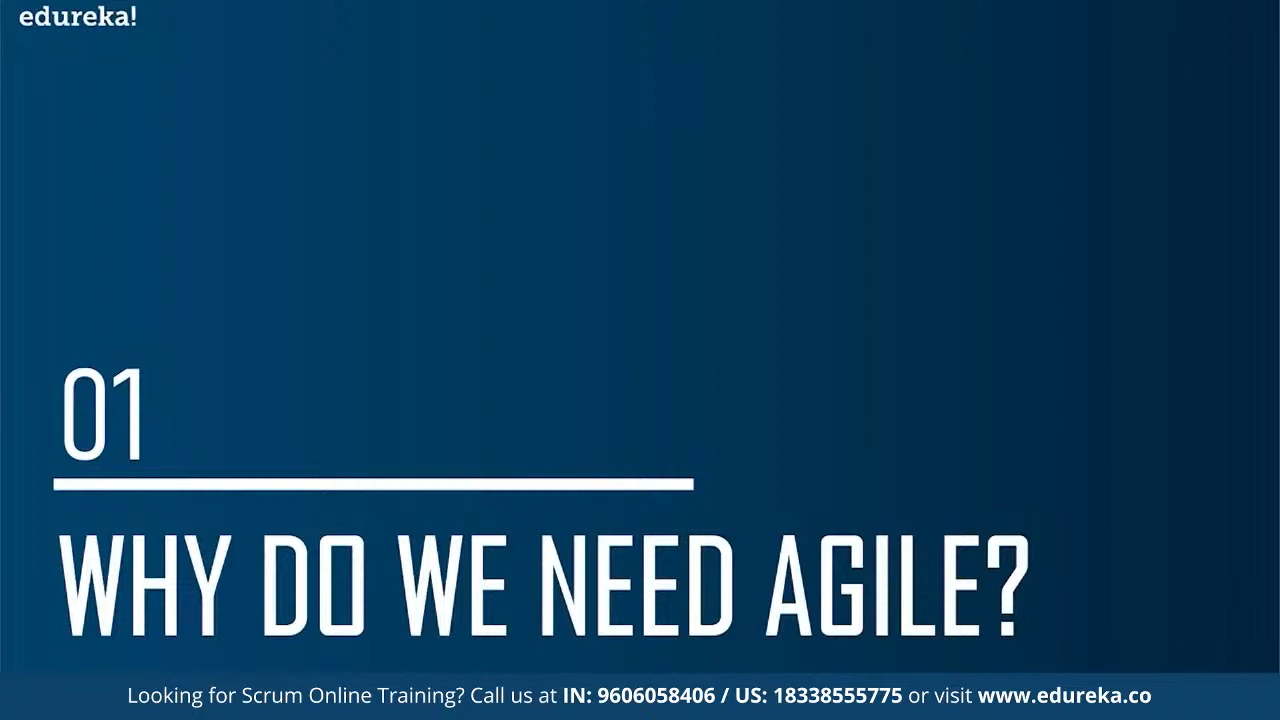 edureka!
01
WHY DO WE NEED AGILE?
Looking for Scrum Online Training? Call us at IN: 9606058406 / US: 18338555775 or visit www.edureka.co